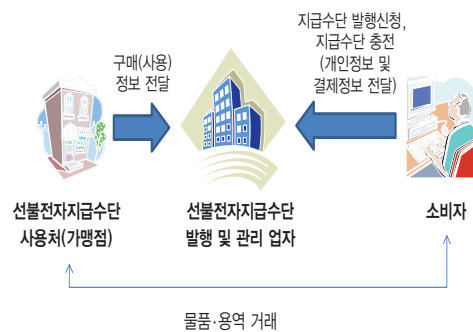 지급수단 발행신청,
지급수단 충전
(개인정보 및
결제정보 전달)
구매(사용)
정보 전달
선불전자지급수단
사용처(가맹점)
선불전자지급수단
발행 및 관리 업자
소비자
물품·용역 거래